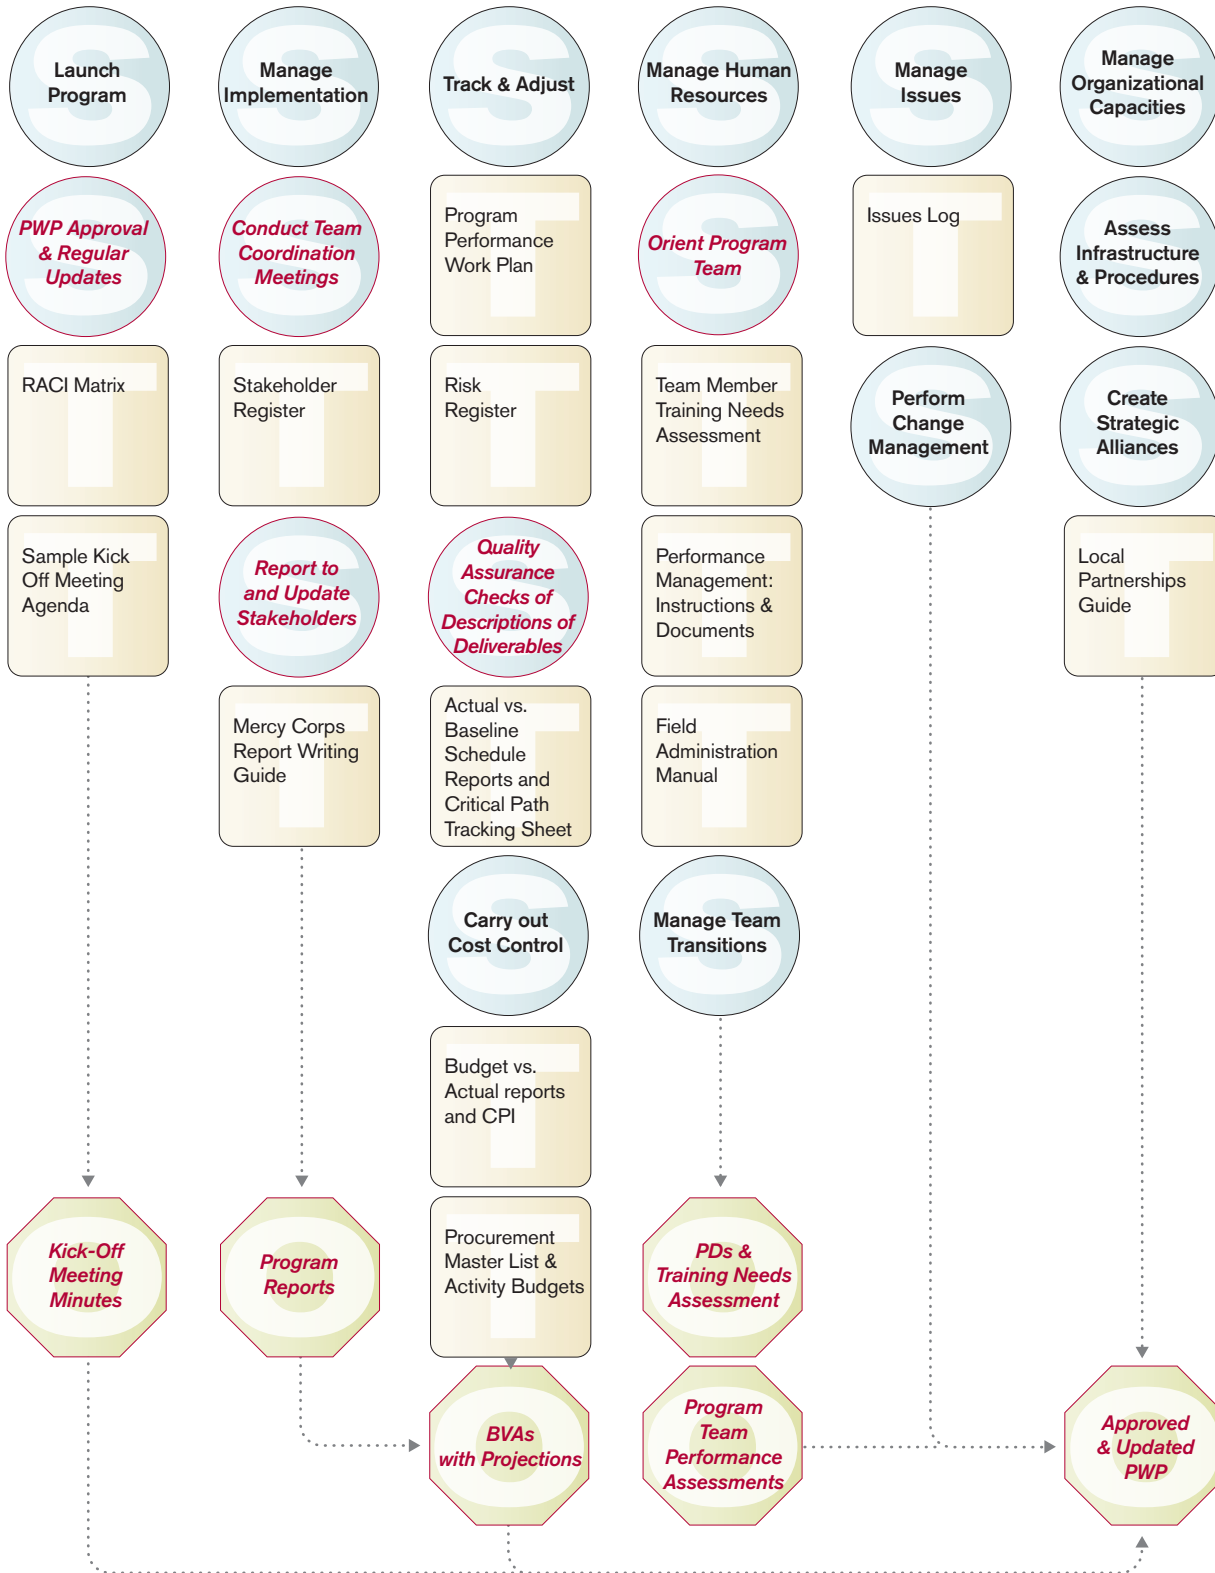 Launch
Program
PWP Approval
& Regular
Updates
RACI Matrix
Sample Kick
Off Meeting
Agenda
Kick-Off
Meeting
Minutes
Manage
Implementation
Conduct Team
Coordination
Meetings
Stakeholder
Register
Report to
and Update
Stakeholders
Mercy Corps
Report Writing
Guide
Program
Reports
Track & Adjust
Program
Performance
Work Plan
Risk
Register
Quality
Assurance
Checks of
Descriptions of
Deliverables
Actual vs.
Baseline
Schedule
Reports and
Critical Path
Tracking Sheet
Carry out
Cost Control
Budget vs.
Actual reports
and CPI
Procurement
Master List &
Activity Budgets
BVAs
with Projections
Manage Human
Resources
Orient Program
Team
Team Member
Training Needs
Assessment
Performance
Management:
Instructions &
Documents
Field
Administration
Manual
Manage Team
Transitions
PDs &
Training Needs
Assessment
Program
Team
Performance
Assessments
Manage
Issues
Issues Log
Perform
Change
Management
Manage
Organizational
Capacities
Assess
Infrastructure
& Procedures
Create
Strategic
Alliances
Local
Partnerships
Guide
Approved
& Updated
PWP